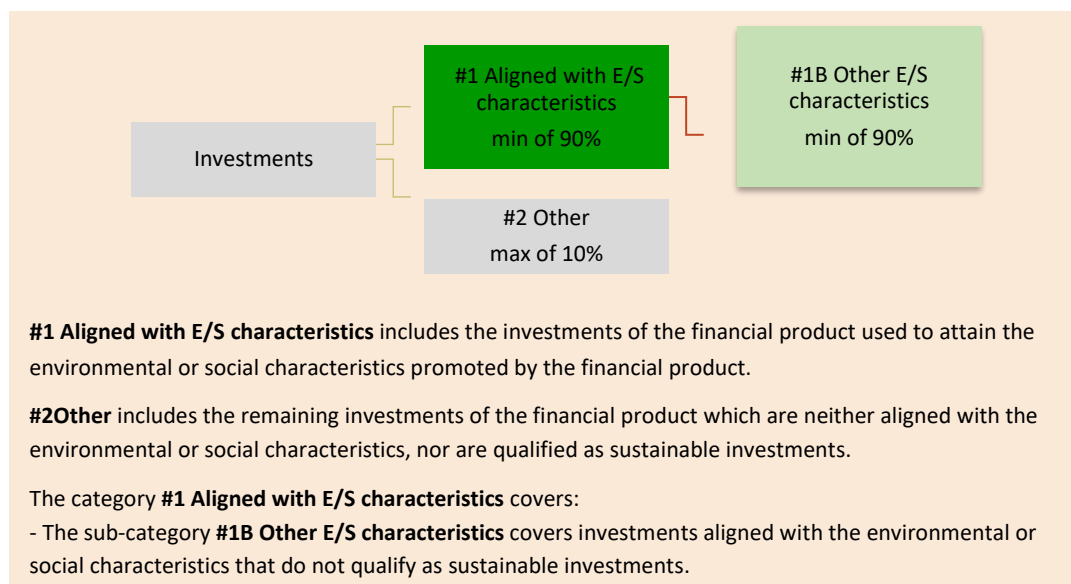 #1 Aligned with E/S
characteristics
min of 90%
#1B Other E/S
characteristics
min of 90%
Investments
#2 Other
max of 10%
#1 Aligned with E/S characteristics includes the investments of the financial product used to attain the
environmental or social characteristics promoted by the financial product.
#2Other includes the remaining investments of the financial product which are neither aligned with the
environmental or social characteristics, nor are qualified as sustainable investments.
The category #1 Aligned with E/S characteristics covers:
- The sub-category #1B Other E/S characteristics covers investments aligned with the environmental or
social characteristics that do not qualify as sustainable investments.